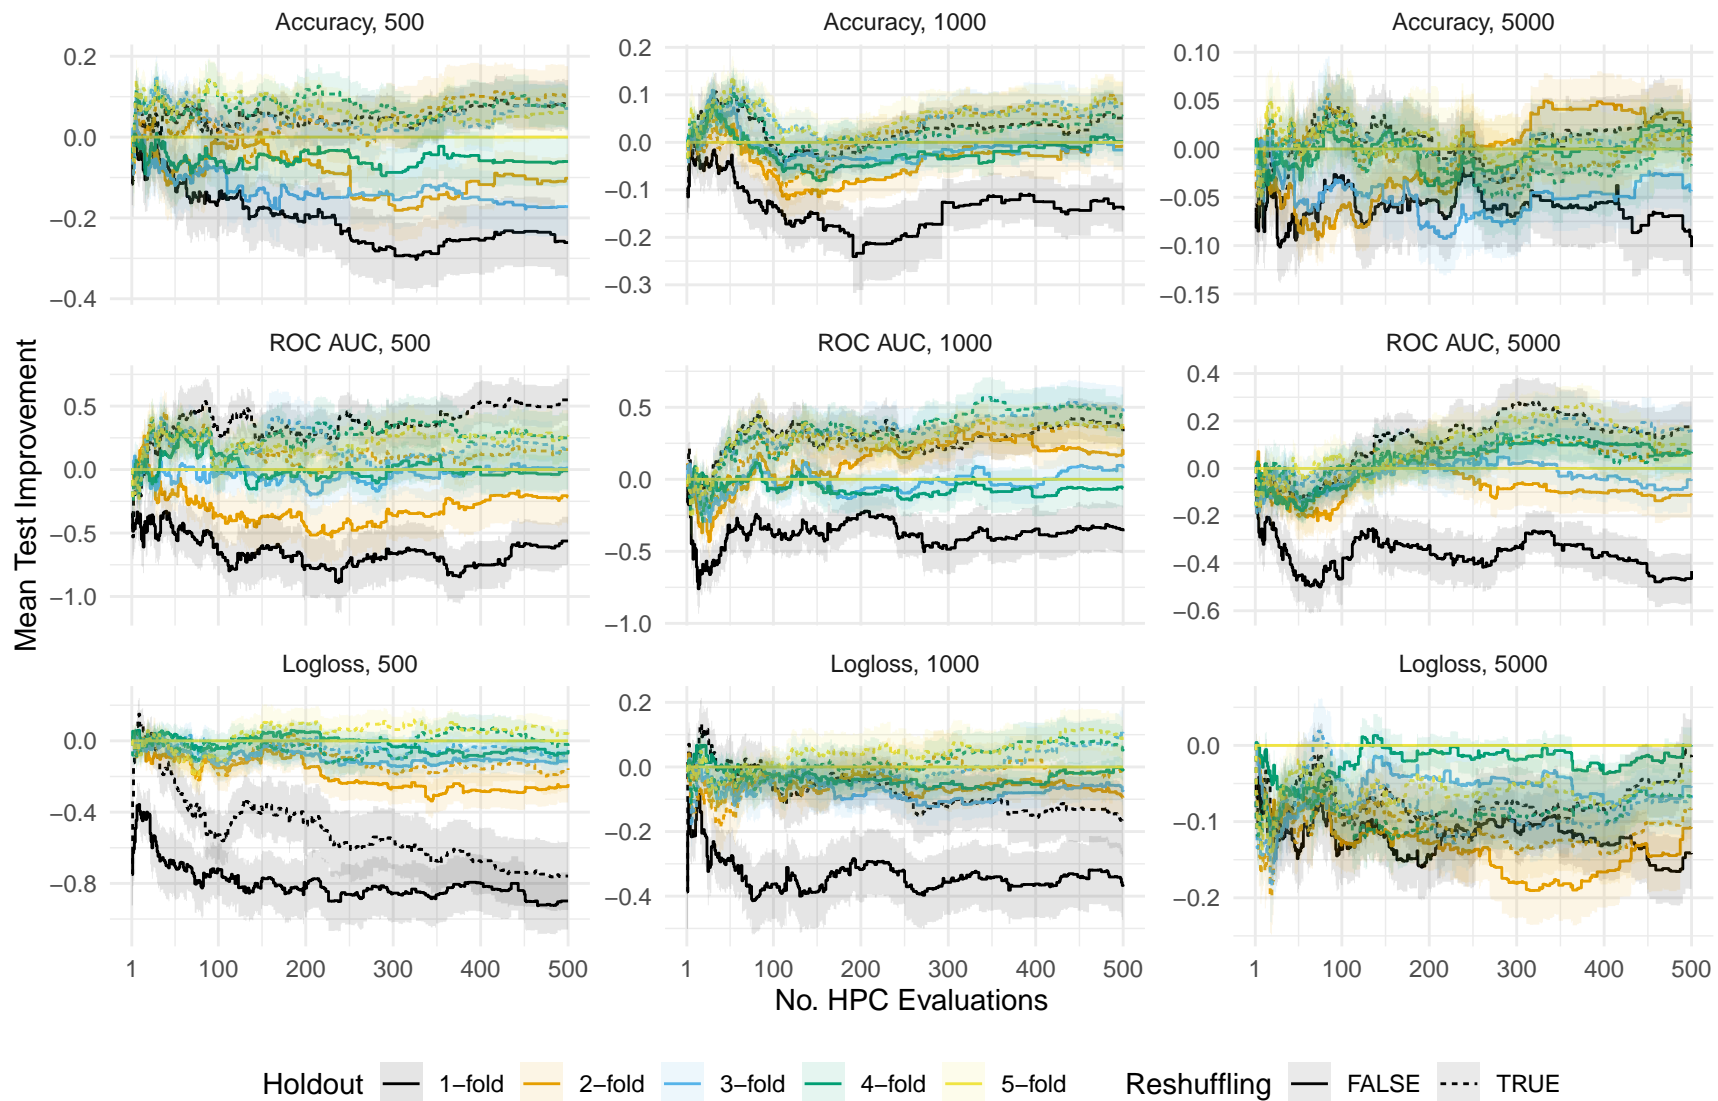 Accuracy, 500 Accuracy, 1000 Accuracy, 5000
0.2 0.0 −0.2 −0.4
0.2 0.1 0.0 −0.1 −0.2 −0.3
0.10 0.05 0.00 −0.05 −0.10 −0.15
Mean Test Improvement
ROC AUC, 500 ROC AUC, 1000 ROC AUC, 5000
0.5 0.0 −0.5 −1.0
0.5 0.0 −0.5 −1.0
0.4 0.2 0.0 −0.2 −0.4 −0.6
Logloss, 500 Logloss, 1000 Logloss, 5000
0.0 −0.4 −0.8
0.2 0.0 −0.2 −0.4
0.0 −0.1 −0.2
1 100 200 300 400 500 1 100 200 300 400 500 1 100 200 300 400 500
No. HPC Evaluations
Holdout 1−fold 2−fold 3−fold 4−fold 5−fold Reshuffling FALSE TRUE